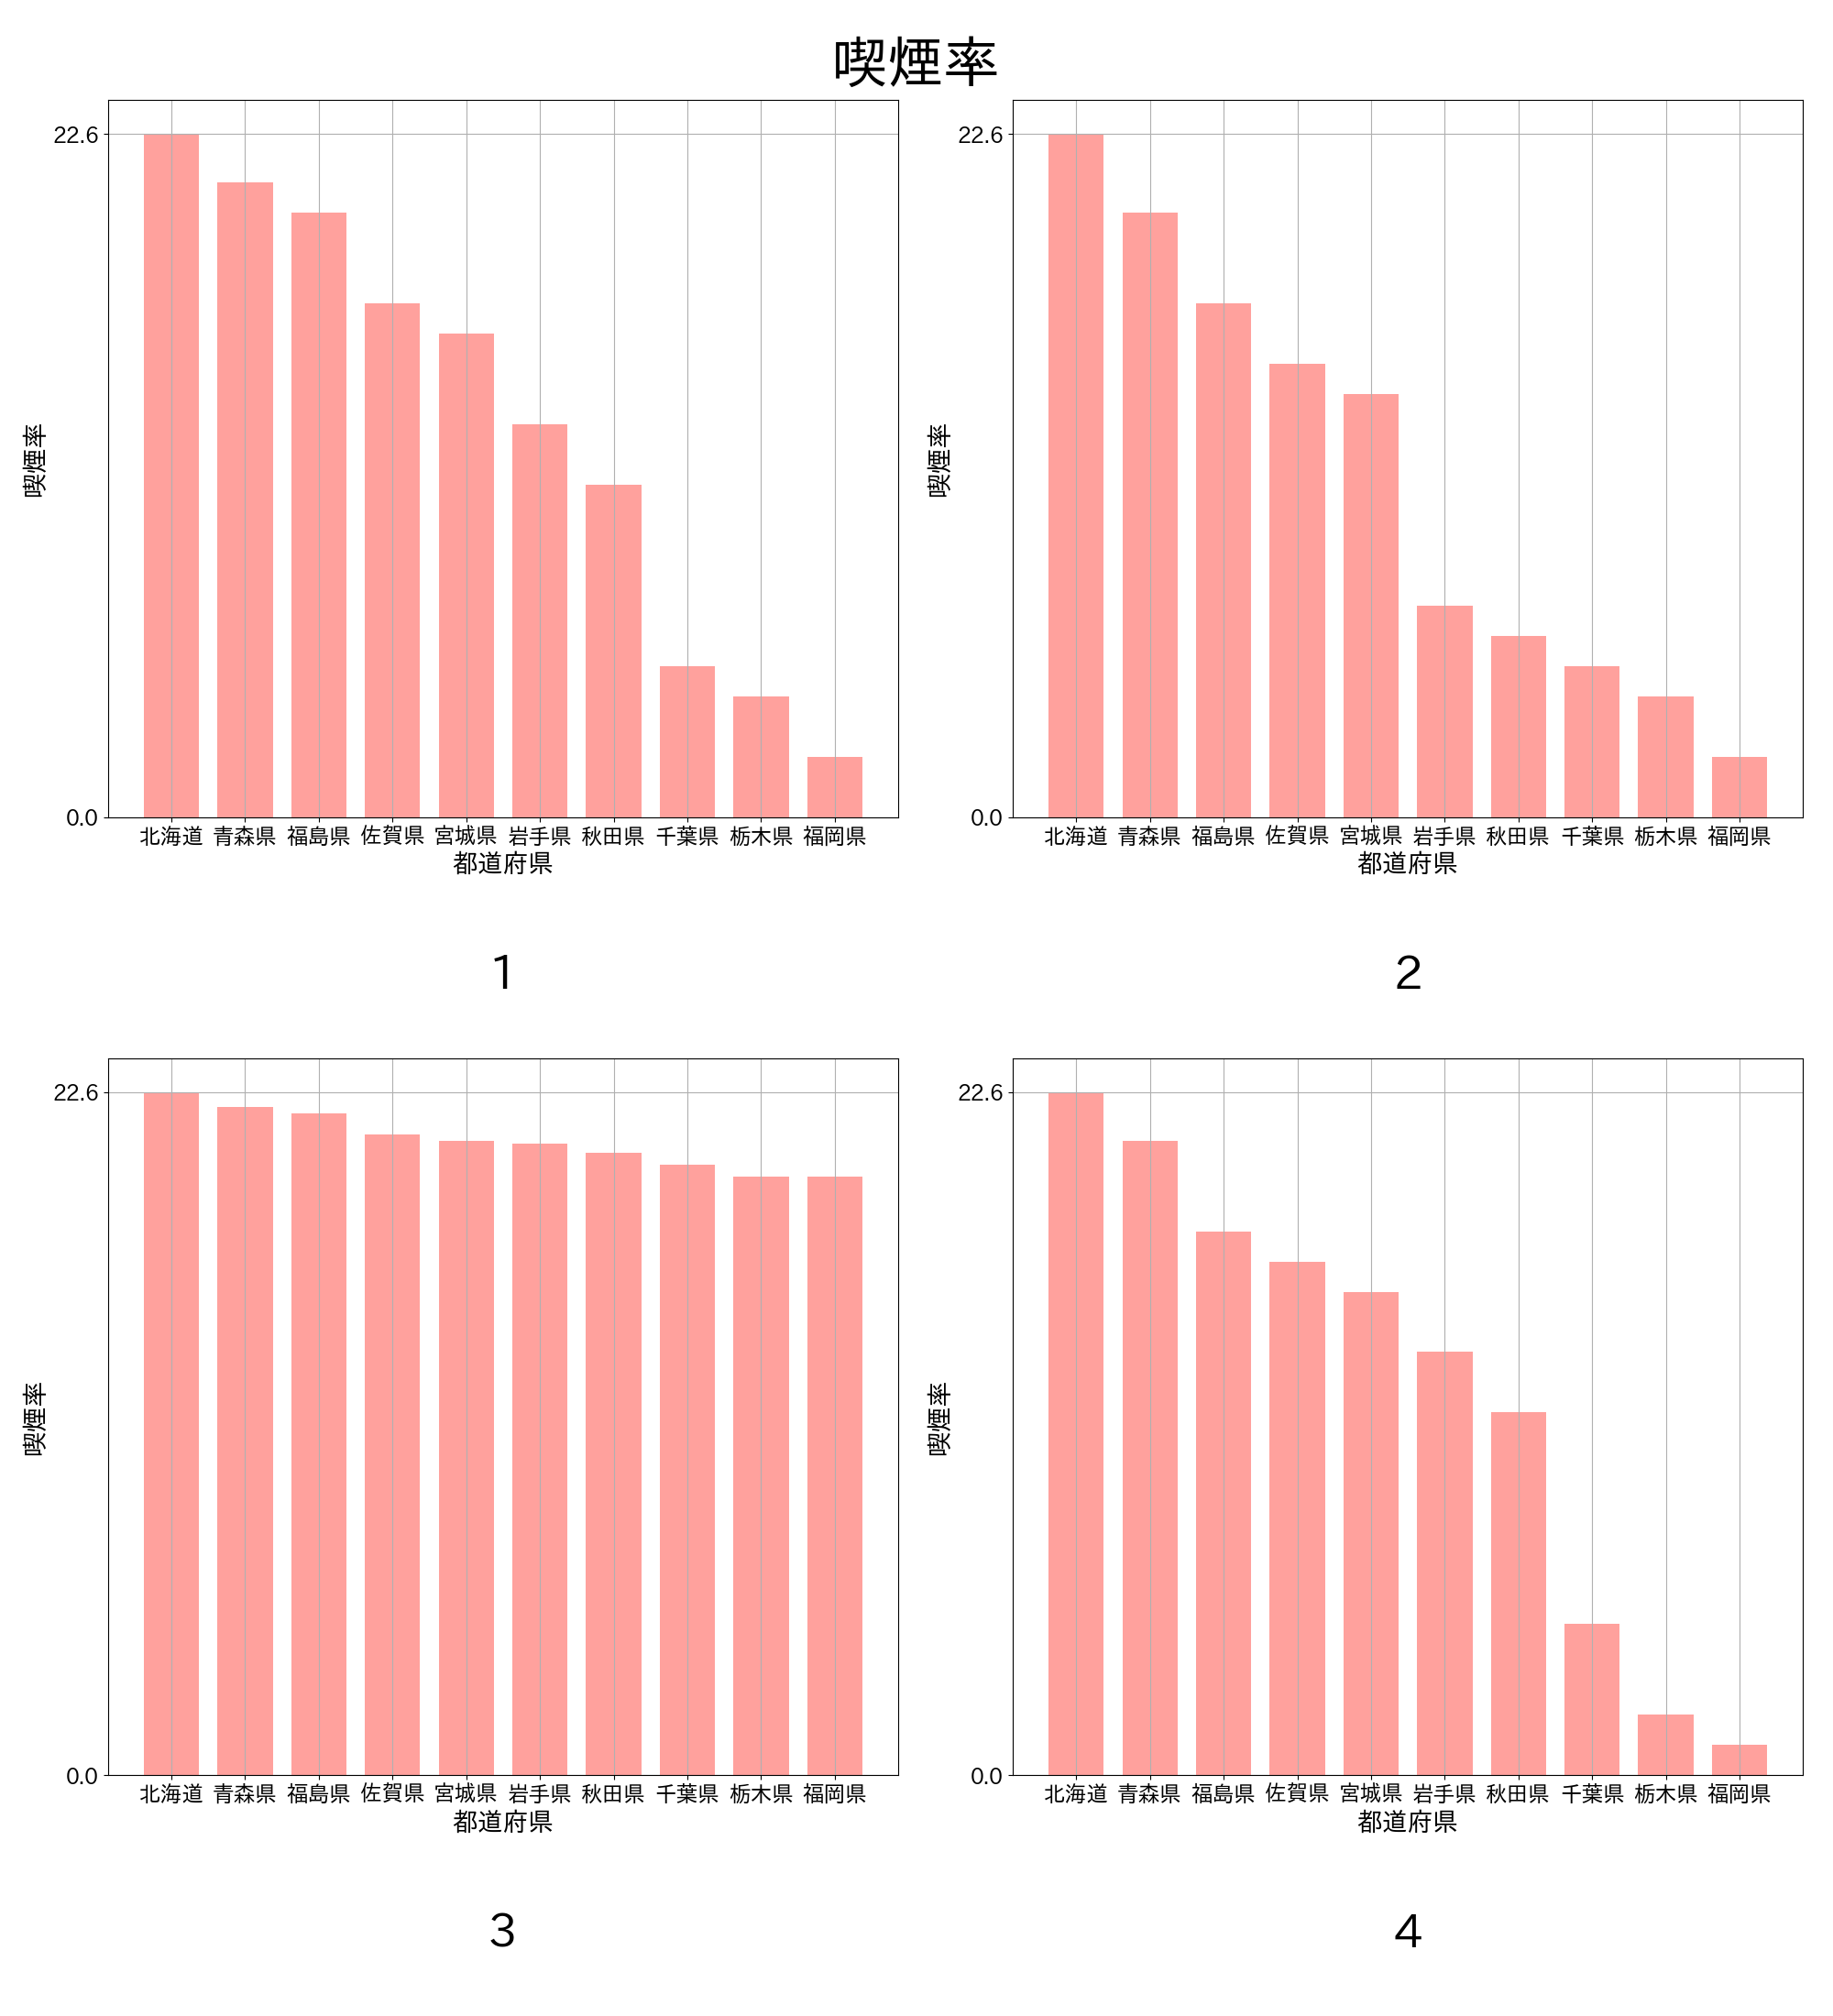 喫煙率
22.6
0.0
喫煙率
北海道 青森県 福島県 佐賀県 宮城県 岩手県 秋田県 千葉県 栃木県 福岡県
都道府県
1
22.6
0.0
喫煙率
北海道 青森県 福島県 佐賀県 宮城県 岩手県 秋田県 千葉県 栃木県 福岡県
都道府県
2
22.6
0.0
喫煙率
北海道 青森県 福島県 佐賀県 宮城県 岩手県 秋田県 千葉県 栃木県 福岡県
都道府県
3
22.6
0.0
喫煙率
北海道 青森県 福島県 佐賀県 宮城県 岩手県 秋田県 千葉県 栃木県 福岡県
都道府県
4